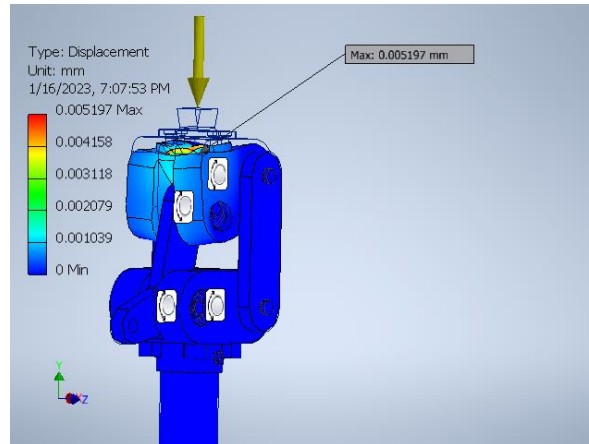 Type: Displacement
Unit: mm
1/16/2023, 7:07:53 PM
0.005197 Max
0.004158
0.003118
0.002079
0.001039
0 Min
Max: 0.005197 mm
Y
Z